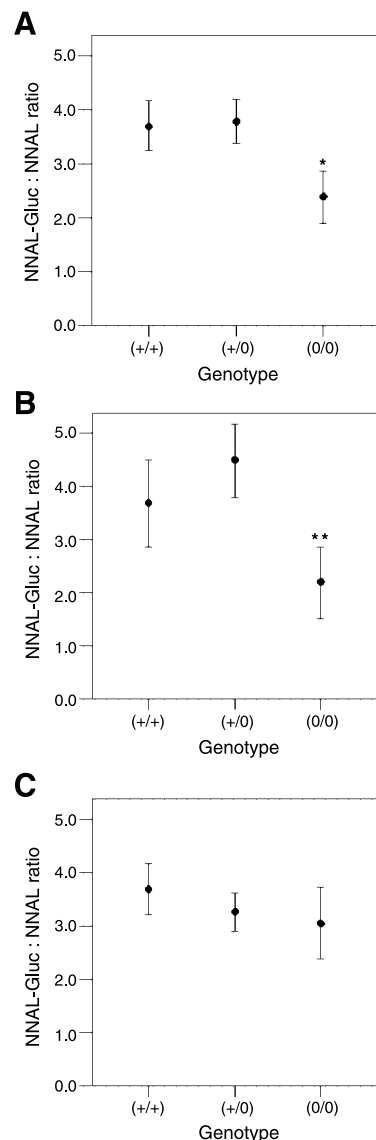 A
NNAL-Gluc : NNAL ratio
5.0
4.0
3.0
2.0
1.0
0.0
*
(+/+) (+/0) (0/0)
Genotype
B
NNAL-Gluc : NNAL ratio
5.0
4.0
3.0
2.0
1.0
0.0
**
(+/+) (+/0) (0/0)
Genotype
C
NNAL-Gluc : NNAL ratio
5.0
4.0
3.0
2.0
1.0
0.0
(+/+) (+/0) (0/0)
Genotype